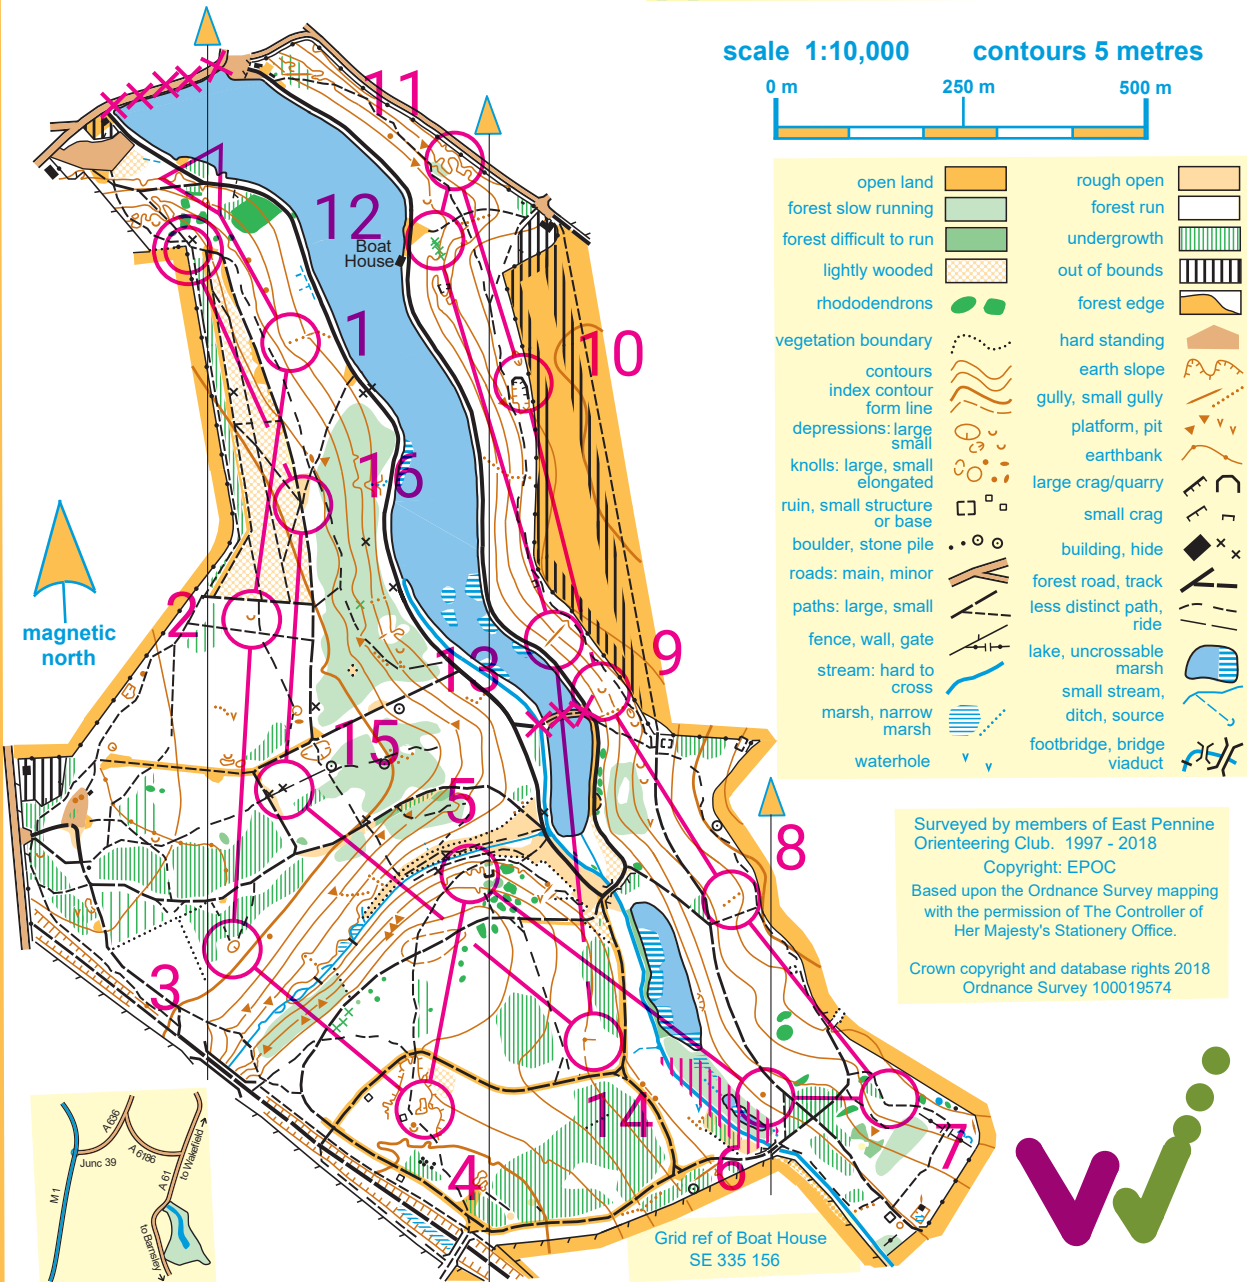 scale 1:10,000
contours 5 metres
0 m
250 m
500 m
open land
forest slow running
forest difficult to run
lightly wooded
rhododendrons
vegetation boundary
contours
index contour
form line
depressions: large
small
knolls: large, small
elongated
ruin, small structure
or base
boulder, stone pile
roads: main, minor
paths: large, small
fence, wall, gate
stream: hard to
cross
marsh, narrow
marsh
waterhole
rough open
forest run
undergrowth
out of bounds
forest edge
hard standing
earth slope
gully, small gully
platform, pit
earthbank
large crag/quarry
small crag
building, hide
forest road, track
less distinct path,
ride
lake, uncrossable
marsh
small stream,
ditch, source
footbridge, bridge
viaduct
11
12
Boat
House
1
10
16
2
magnetic
north
13
9
15
5
8
3
14
4
6
7
Surveyed by members of East Pennine
Orienteering Club. 1997 - 2018
Copyright: EPOC
Based upon the Ordnance Survey mapping
with the permission of The Controller of
Her Majesty's Stationery Office.
Crown copyright and database rights 2018
Ordnance Survey 100019574
Grid ref of Boat House
SE 335 156
A 636
Junc 39
A 6186
M 1
A 61
to Wakefield
to Barnsley